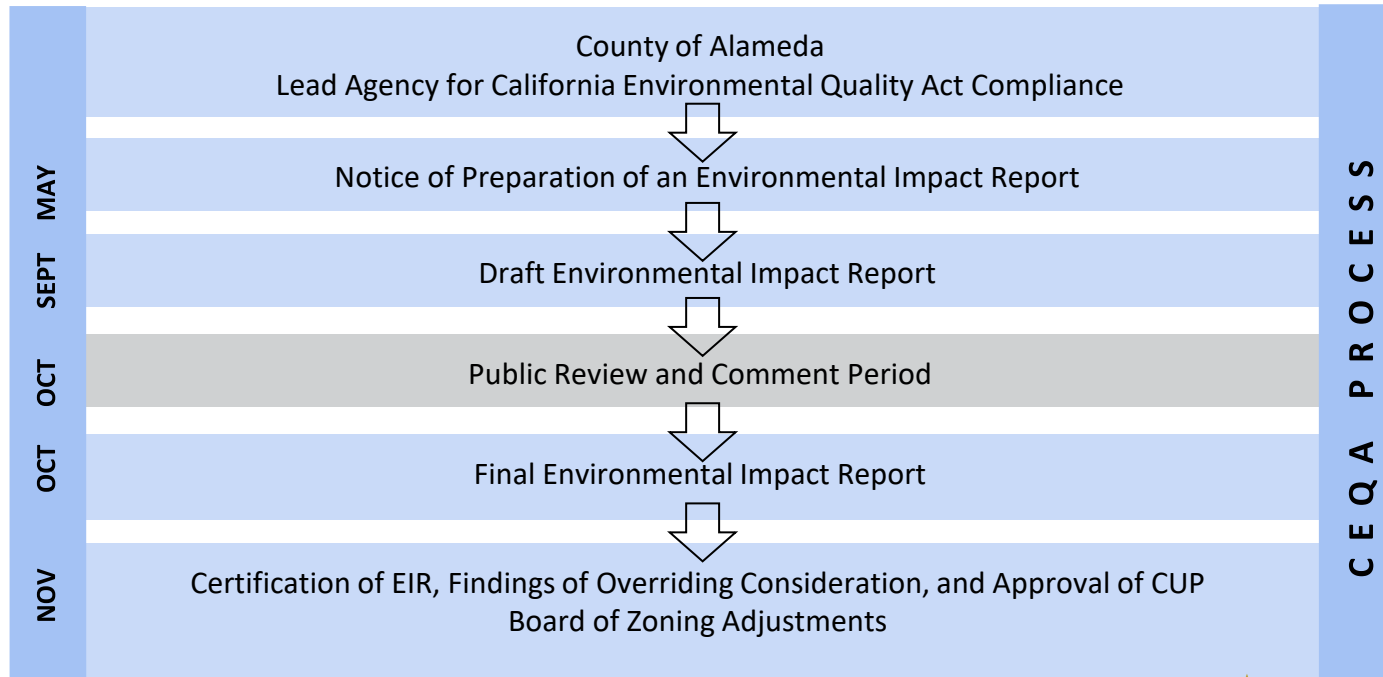 County of Alameda
Lead Agency for California Environmental Quality Act Compliance
MAY
Notice of Preparation of an Environmental Impact Report
SEPT
Draft Environmental Impact Report
OCT
Public Review and Comment Period
OCT
Final Environmental Impact Report
NOV
Certification of EIR, Findings of Overriding Consideration, and Approval of CUP
Board of Zoning Adjustments
CEQA PROCESS